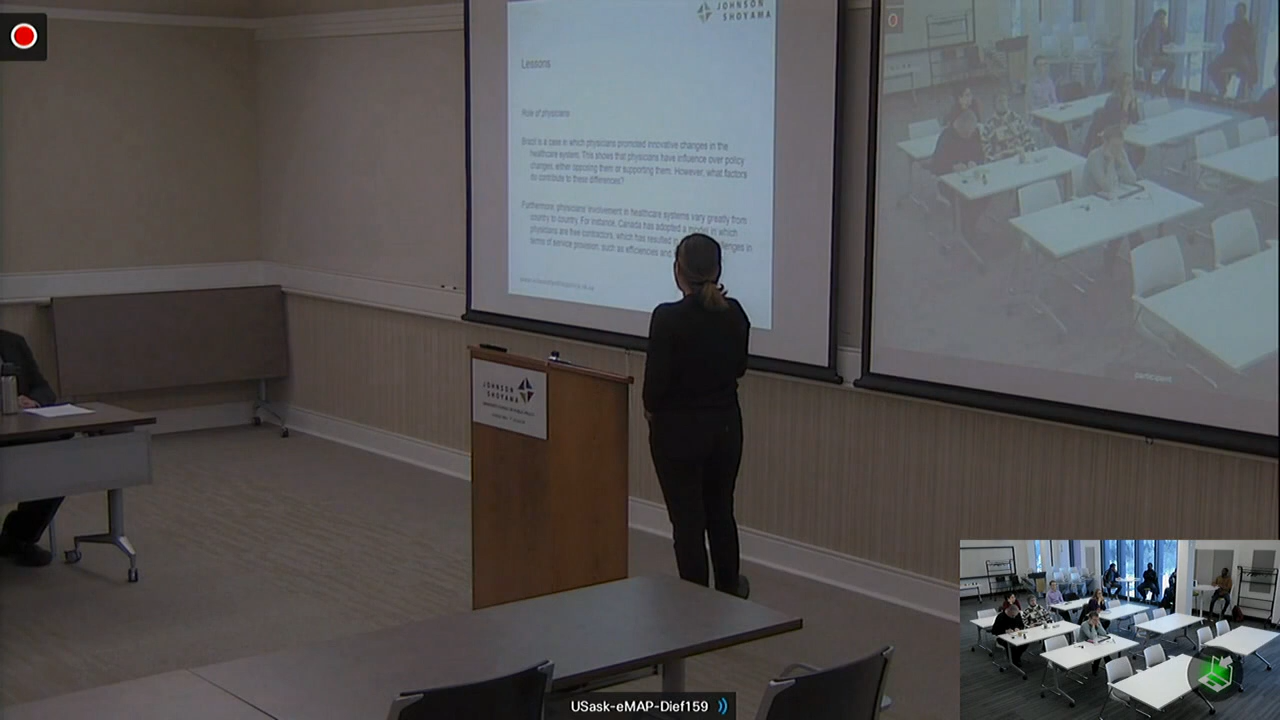 JOHNSON
SHOYAMA
Lessons
Role of physicians
Brazil is a case in which physicians promoted innovative changes in the
healthcare system. This shows that physicians have influence over policy
changes, either opposing them or supporting them. However, what factors
contribute to these differences?
Furthermore, physicians' involvement in healthcare systems vary greatly from
country to country. For instance, Canada has adopted a model in which
physicians are free contractors, which has resulted in challenges in
terms of service provision, such as efficiencies and
JOHNSON
SHOYAMA
participant
USask-eMAP-Dief159